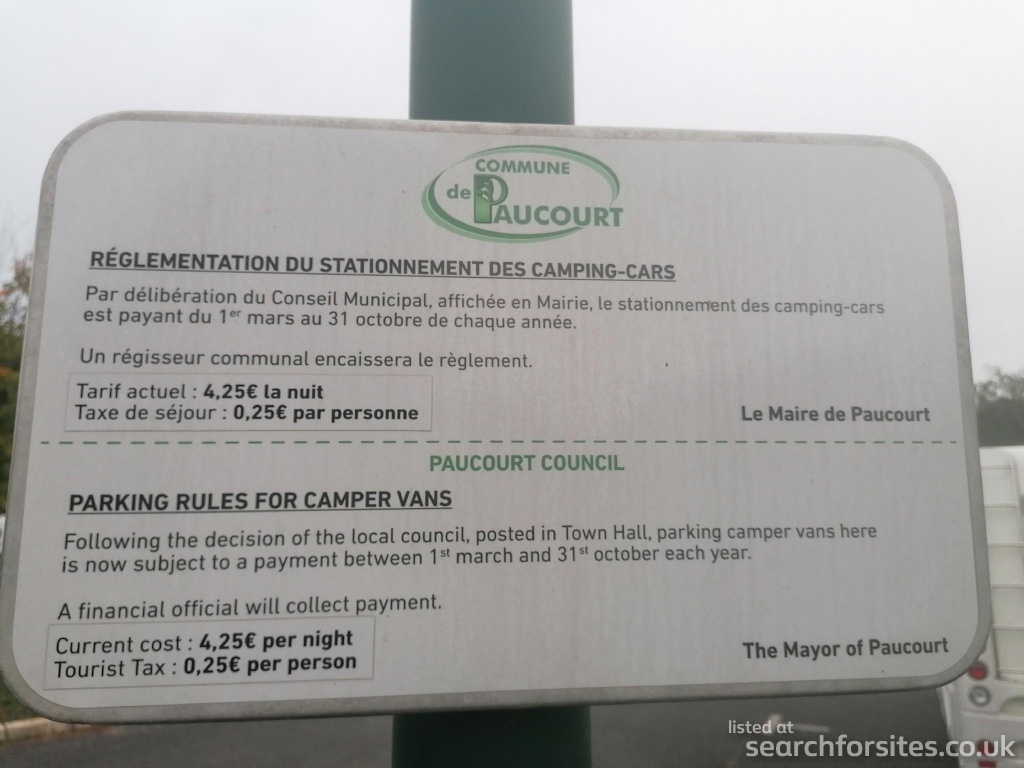 COMMUNE
de PAUCOURT
RÉGLEMENTATION DU STATIONNEMENT DES CAMPING-CARS
Par délibération du Conseil Municipal, affichée en Mairie, le stationnement des camping-cars
est payant du 1er mars au 31 octobre de chaque année.
Un régisseur communal encaissera le règlement.
Tarif actuel : 4,25€ la nuit
Taxe de séjour : 0,25€ par personne
Le Maire de Paucourt
PAUCOURT COUNCIL
PARKING RULES FOR CAMPER VANS
Following the decision of the local council, posted in Town Hall, parking camper vans here
is now subject to a payment between 1st march and 31st october each year.
A financial official will collect payment.
Current cost : 4,25€ per night
Tourist Tax : 0,25€ per person
The Mayor of Paucourt
listed at
searchforsites.co.uk